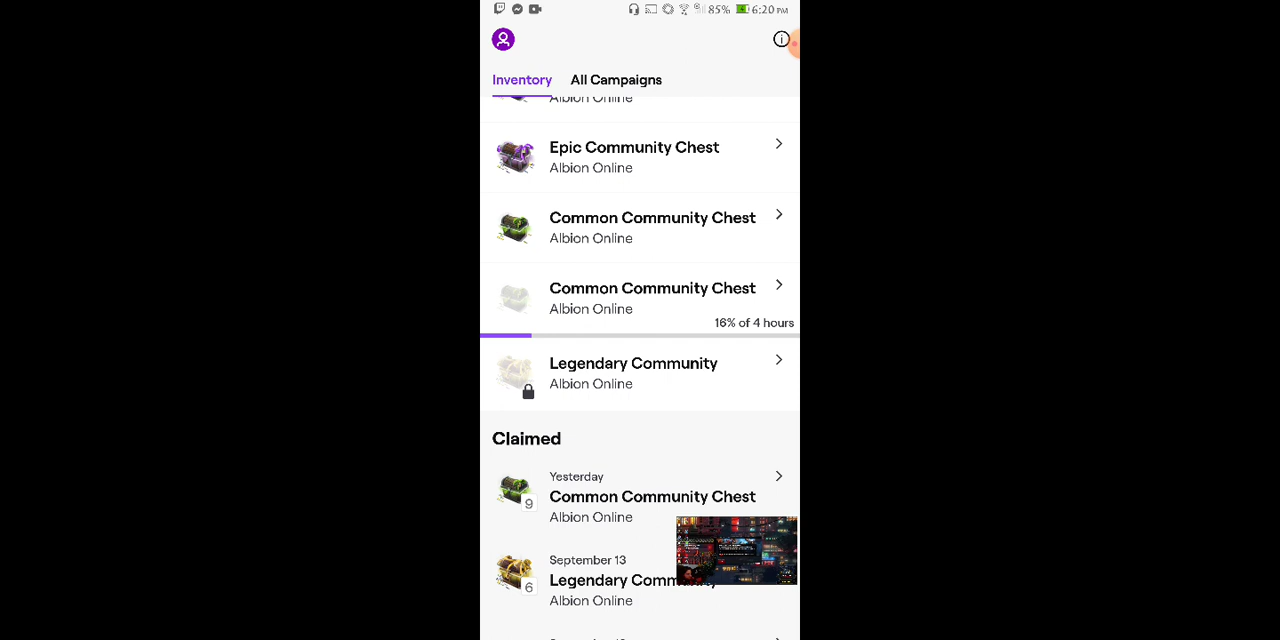 85% 6:20 PM
Inventory All Campaigns
Albion Online
Epic Community Chest
Albion Online
Common Community Chest
Albion Online
Common Community Chest
Albion Online
16% of 4 hours
Legendary Community
Albion Online
Claimed
Yesterday
Common Community Chest
9
Albion Online
September 13
Legendary
6
Albion Online